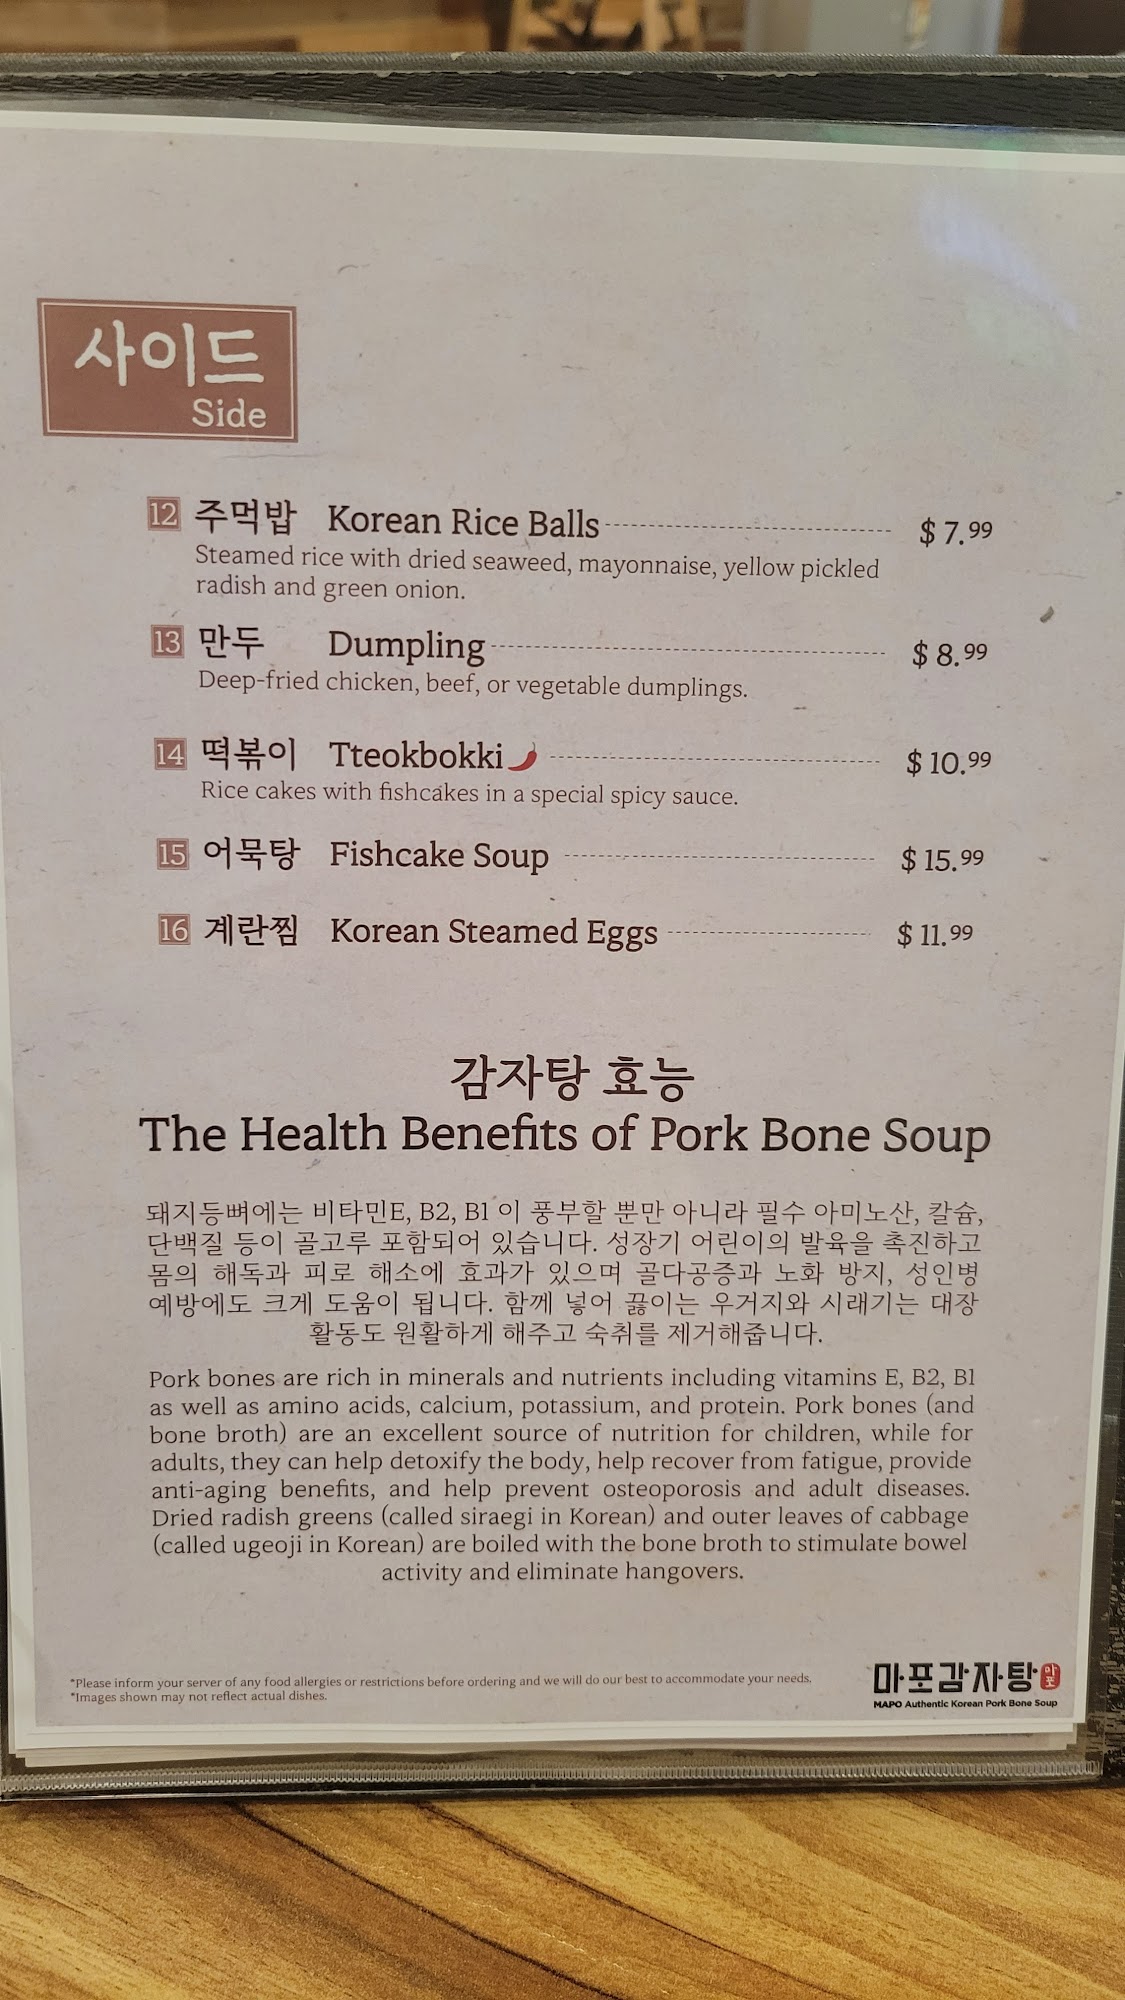 사이드
Side
12 주먹밥 Korean Rice Balls $ 7.99
Steamed rice with dried seaweed, mayonnaise, yellow pickled
radish and green onion.
13 만두 Dumpling $ 8.99
Deep-fried chicken, beef, or vegetable dumplings.
14 떡볶이 Tteokbokki $ 10.99
Rice cakes with fishcakes in a special spicy sauce.
15 어묵탕 Fishcake Soup $ 15.99
16 계란찜 Korean Steamed Eggs $ 11.99
감자탕 효능
The Health Benefits of Pork Bone Soup
돼지등뼈에는 비타민E, B2, B1 이 풍부할 뿐만 아니라 필수 아미노산, 칼슘,
단백질 등이 골고루 포함되어 있습니다. 성장기 어린이의 발육을 촉진하고
몸의 해독과 피로 해소에 효과가 있으며 골다공증과 노화 방지, 성인병
예방에도 크게 도움이 됩니다. 함께 넣어 끓이는 우거지와 시래기는 대장
활동도 원활하게 해주고 숙취를 제거해줍니다.
Pork bones are rich in minerals and nutrients including vitamins E, B2, B1
as well as amino acids, calcium, potassium, and protein. Pork bones (and
bone broth) are an excellent source of nutrition for children, while for
adults, they can help detoxify the body, help recover from fatigue, provide
anti-aging benefits, and help prevent osteoporosis and adult diseases.
Dried radish greens (called siraegi in Korean) and outer leaves of cabbage
(called ugeoji in Korean) are boiled with the bone broth to stimulate bowel
activity and eliminate hangovers.
*Please inform your server of any food allergies or restrictions before ordering and we will do our best to accommodate your needs.
*Images shown may not reflect actual dishes.
마포감자탕 마포
MAPO Authentic Korean Pork Bone Soup